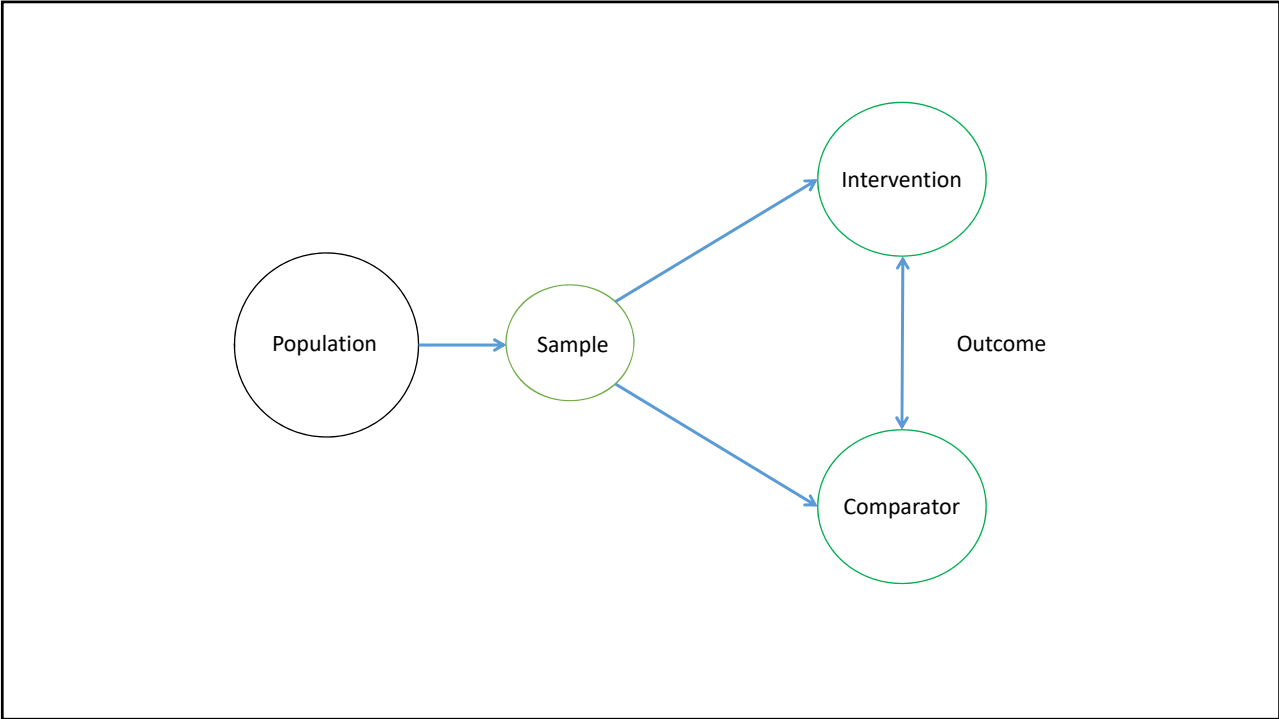 Intervention
Population
Sample
Outcome
Comparator